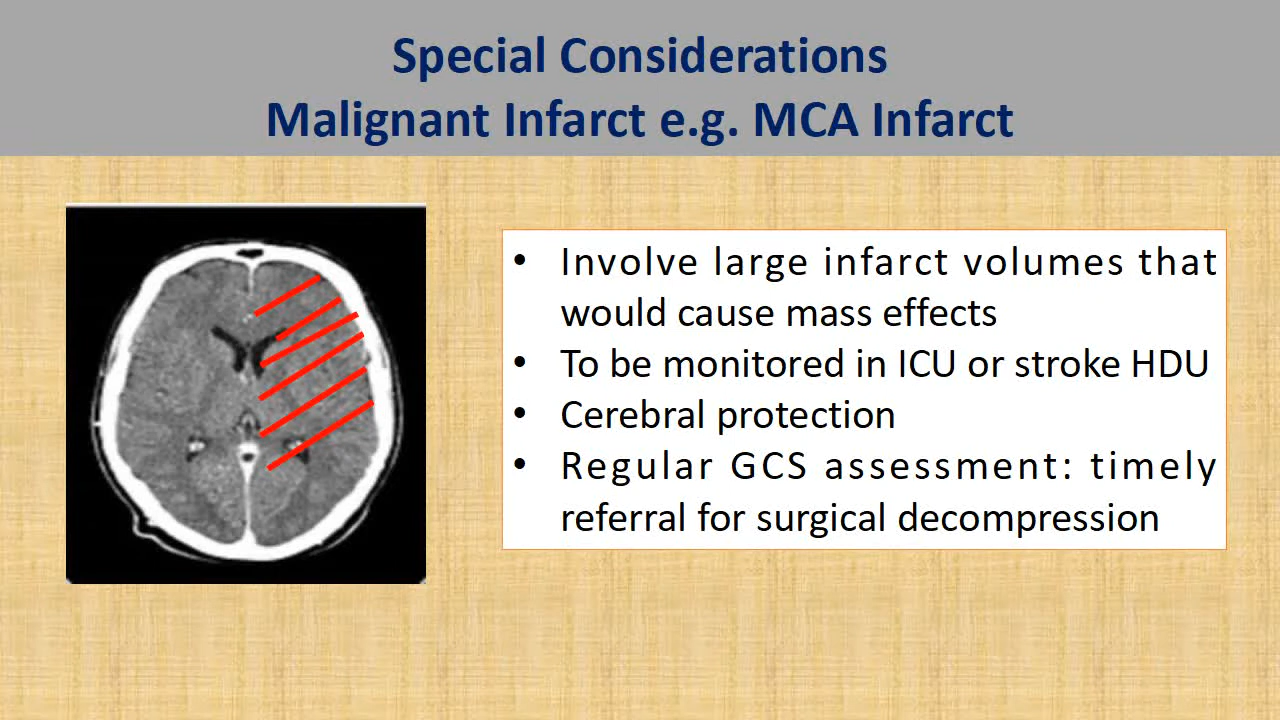 Special Considerations
Malignant Infarct e.g. MCA Infarct
• Involve large infarct volumes that
would cause mass effects
• To be monitored in ICU or stroke HDU
• Cerebral protection
• Regular GCS assessment: timely
referral for surgical decompression